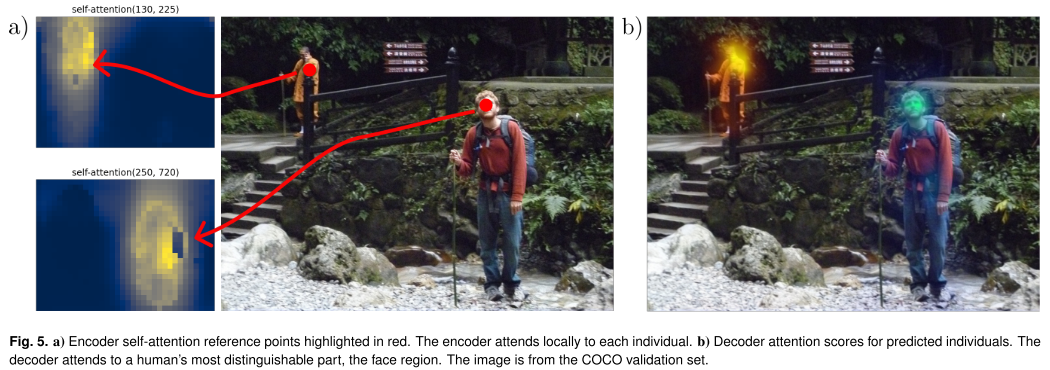 a)
self-attention(130, 225)
self-attention(250, 720)
b)
Fig. 5. a) Encoder self-attention reference points highlighted in red. The encoder attends locally to each individual. b) Decoder attention scores for predicted individuals. The
decoder attends to a human's most distinguishable part, the face region. The image is from the COCO validation set.